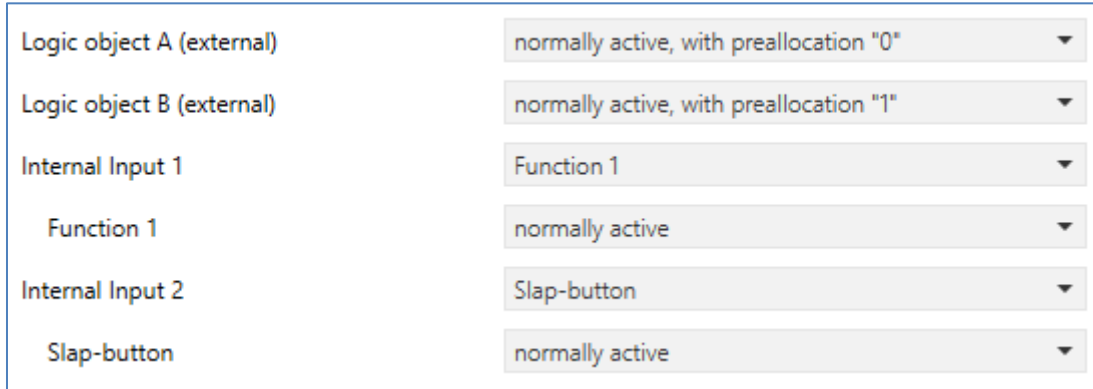 Logic object A (external) normally active, with preallocation "0"
Logic object B (external) normally active, with preallocation "1"
Internal Input 1 Function 1
Function 1 normally active
Internal Input 2 Slap-button
Slap-button normally active